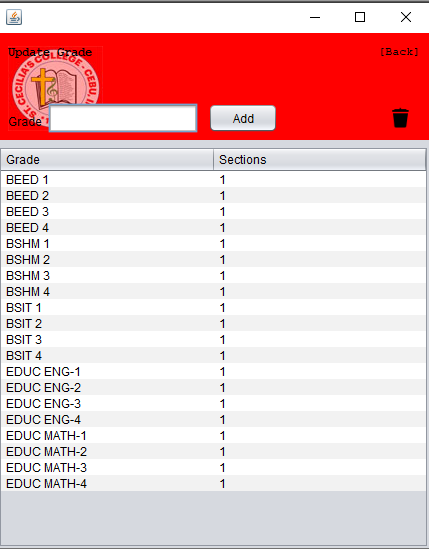 Update Grade [Back]
ST. CECILIA'S COLLEGE - CEBU, I
Grade Add
Grade Sections
BEED 1 1
BEED 2 1
BEED 3 1
BEED 4 1
BSHM 1 1
BSHM 2 1
BSHM 3 1
BSHM 4 1
BSIT 1 1
BSIT 2 1
BSIT 3 1
BSIT 4 1
EDUC ENG-1 1
EDUC ENG-2 1
EDUC ENG-3 1
EDUC ENG-4 1
EDUC MATH-1 1
EDUC MATH-2 1
EDUC MATH-3 1
EDUC MATH-4 1